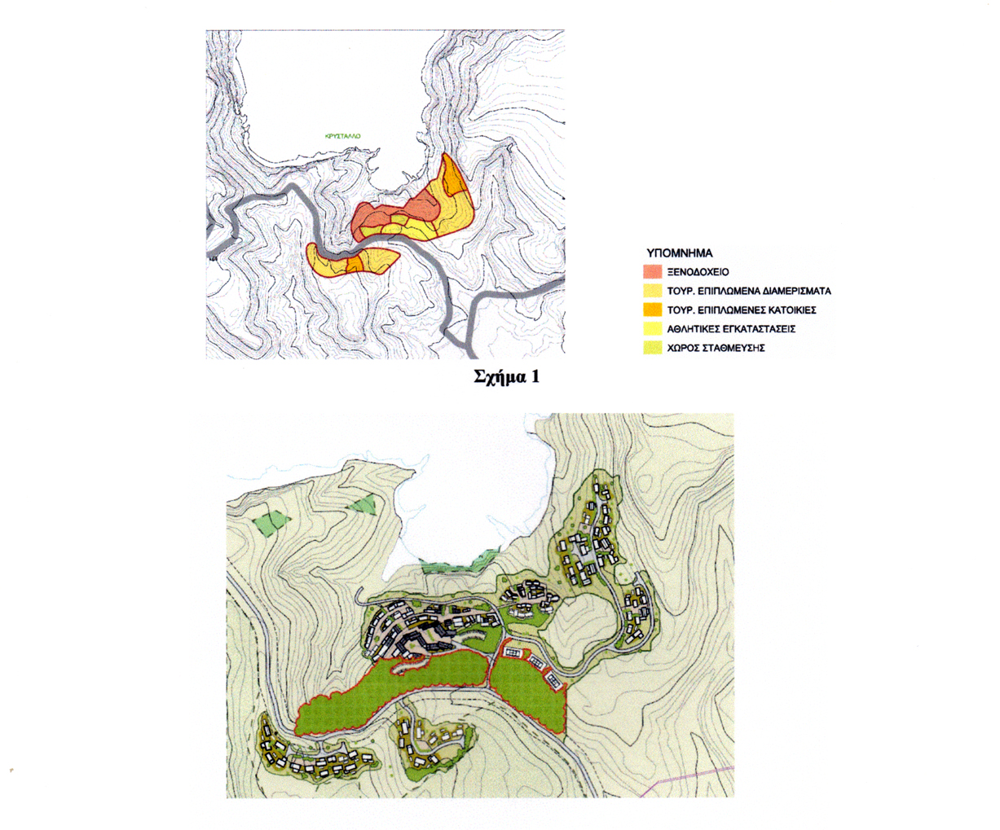 ΚΡΥΣΤΑΛΛΟ
ΥΠΟΜΝΗΜΑ
ΞΕΝΟΔΟΧΕΙΟ
ΤΟΥΡ. ΕΠΙΠΛΩΜΕΝΑ ΔΙΑΜΕΡΙΣΜΑΤΑ
ΤΟΥΡ. ΕΠΙΠΛΩΜΕΝΕΣ ΚΑΤΟΙΚΙΕΣ
ΑΘΛΗΤΙΚΕΣ ΕΓΚΑΤΑΣΤΑΣΕΙΣ
ΧΩΡΟΣ ΣΤΑΘΜΕΥΣΗΣ
Σχήμα 1